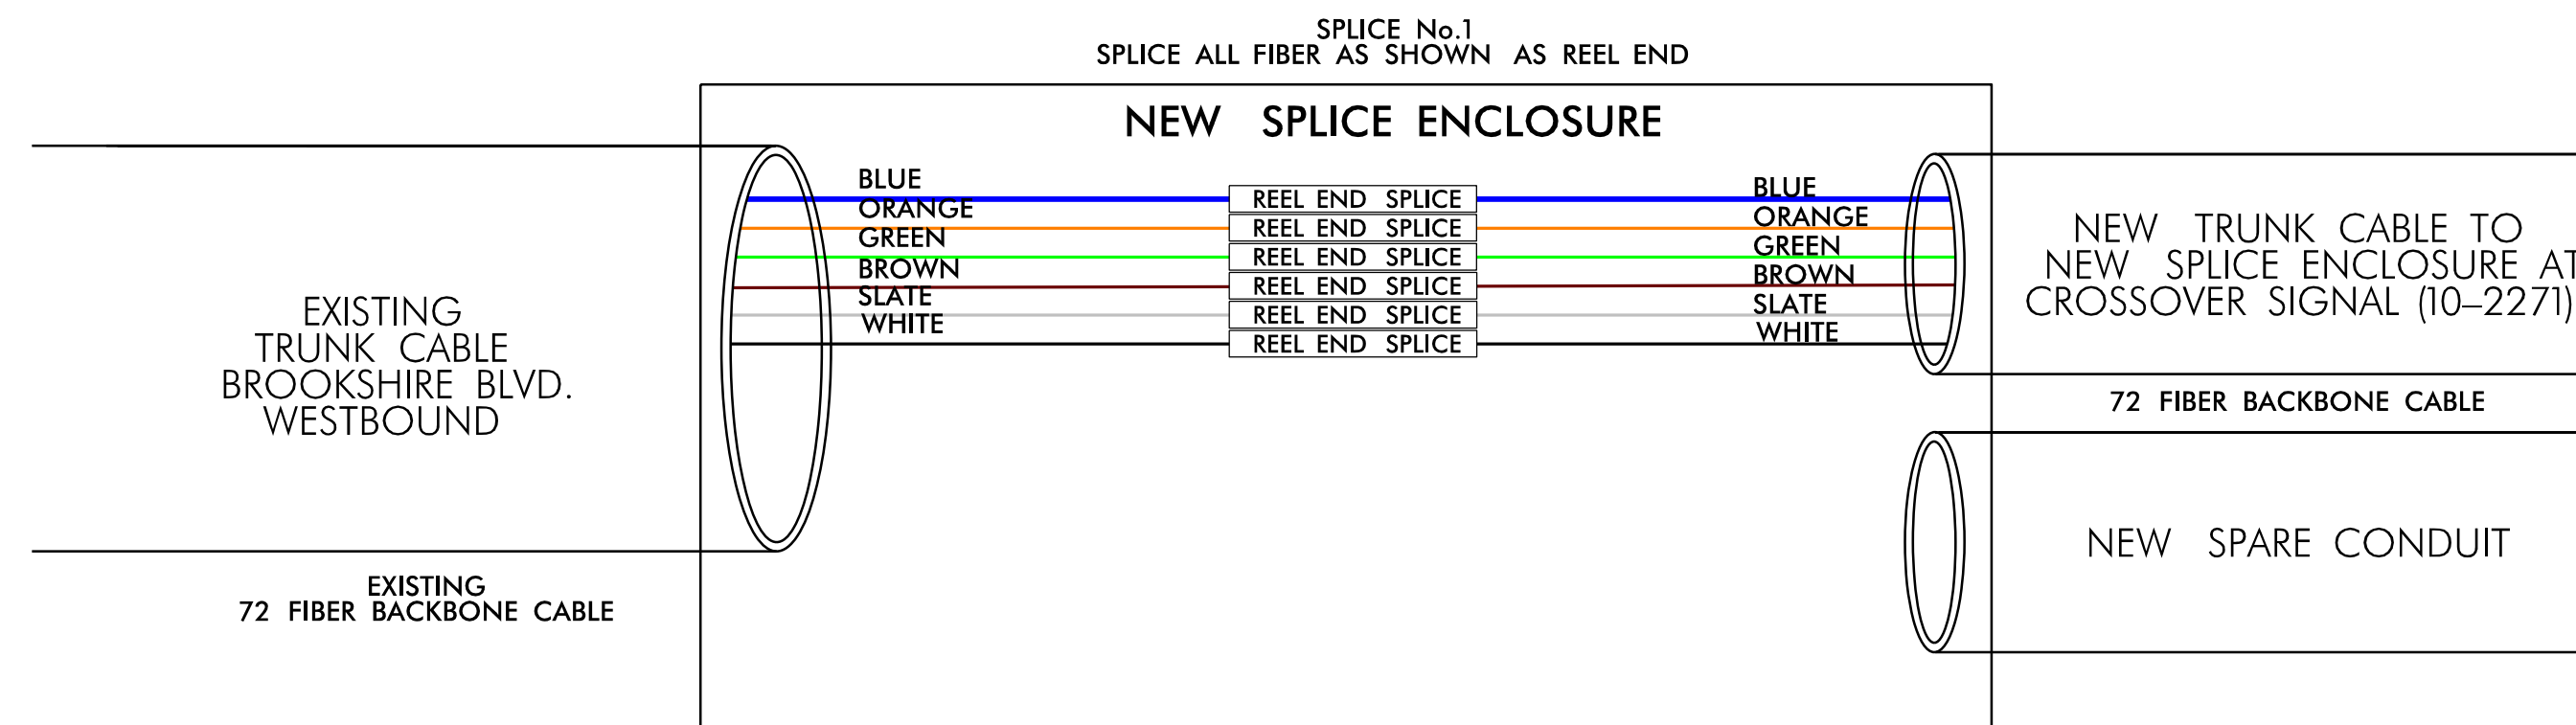 SPLICE No.1
SPLICE ALL FIBER AS SHOWN AS REEL END
NEW SPLICE ENCLOSURE
EXISTING
TRUNK CABLE
BROOKSHIRE BLVD.
WESTBOUND
EXISTING
72 FIBER BACKBONE CABLE
BLUE
ORANGE
GREEN
BROWN
SLATE
WHITE
REEL END SPLICE
REEL END SPLICE
REEL END SPLICE
REEL END SPLICE
REEL END SPLICE
REEL END SPLICE
BLUE
ORANGE
GREEN
BROWN
SLATE
WHITE
NEW TRUNK CABLE TO
NEW SPLICE ENCLOSURE AT
CROSSOVER SIGNAL (10–2271)
72 FIBER BACKBONE CABLE
NEW SPARE CONDUIT